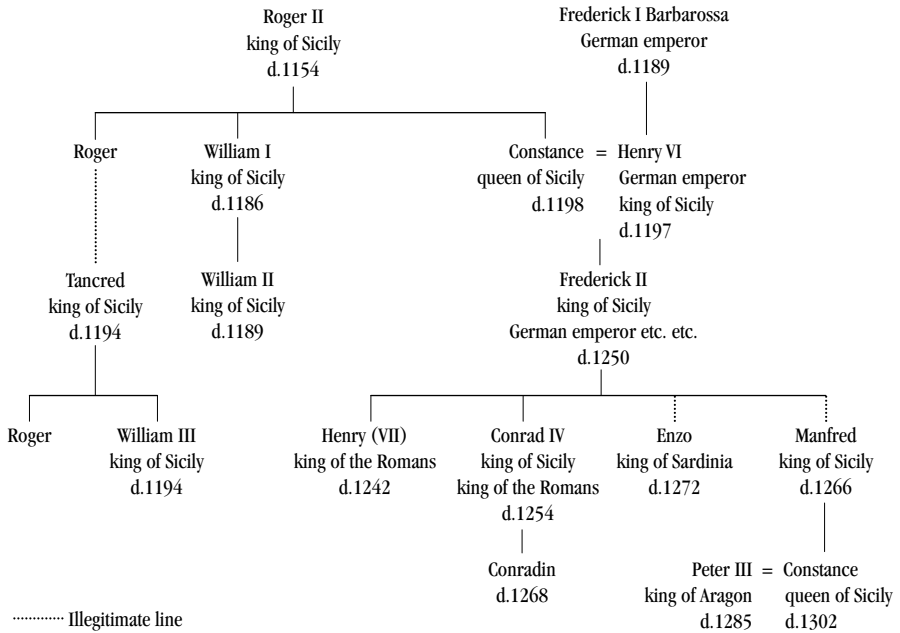 Roger II
king of Sicily
d.1154
Frederick I Barbarossa
German emperor
d.1189
Roger
William I
king of Sicily
d.1186
Constance = Henry VI
queen of Sicily German emperor
d.1198 king of Sicily
d.1197
Tancred
king of Sicily
d.1194
William II
king of Sicily
d.1189
Frederick II
king of Sicily
German emperor etc. etc.
d.1250
Roger
William III
king of Sicily
d.1194
Henry (VII)
king of the Romans
d.1242
Conrad IV
king of Sicily
king of the Romans
d.1254
Enzo
king of Sardinia
d.1272
Manfred
king of Sicily
d.1266
Conradin
d.1268
Peter III = Constance
king of Aragon queen of Sicily
d.1285 d.1302
Illegitimate line